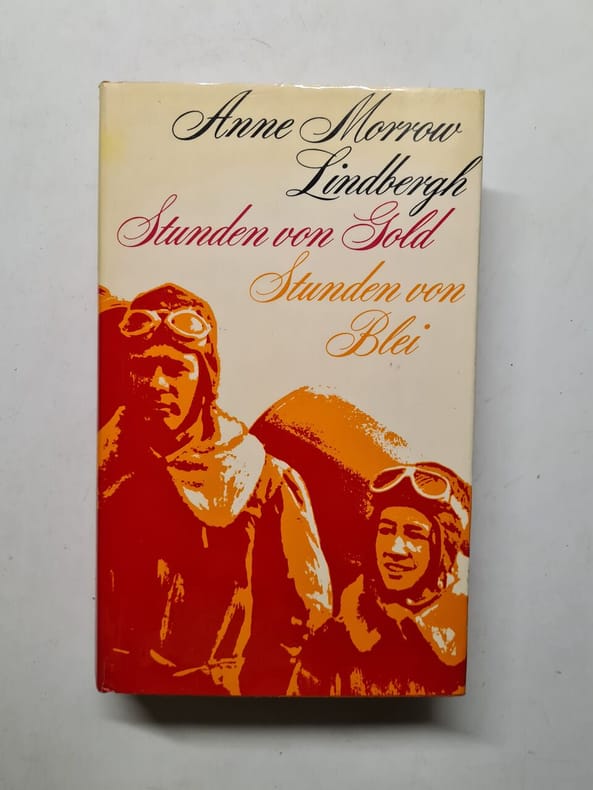 Anne Morrow
Lindbergh
Stunden von Gold
Stunden von
Blei